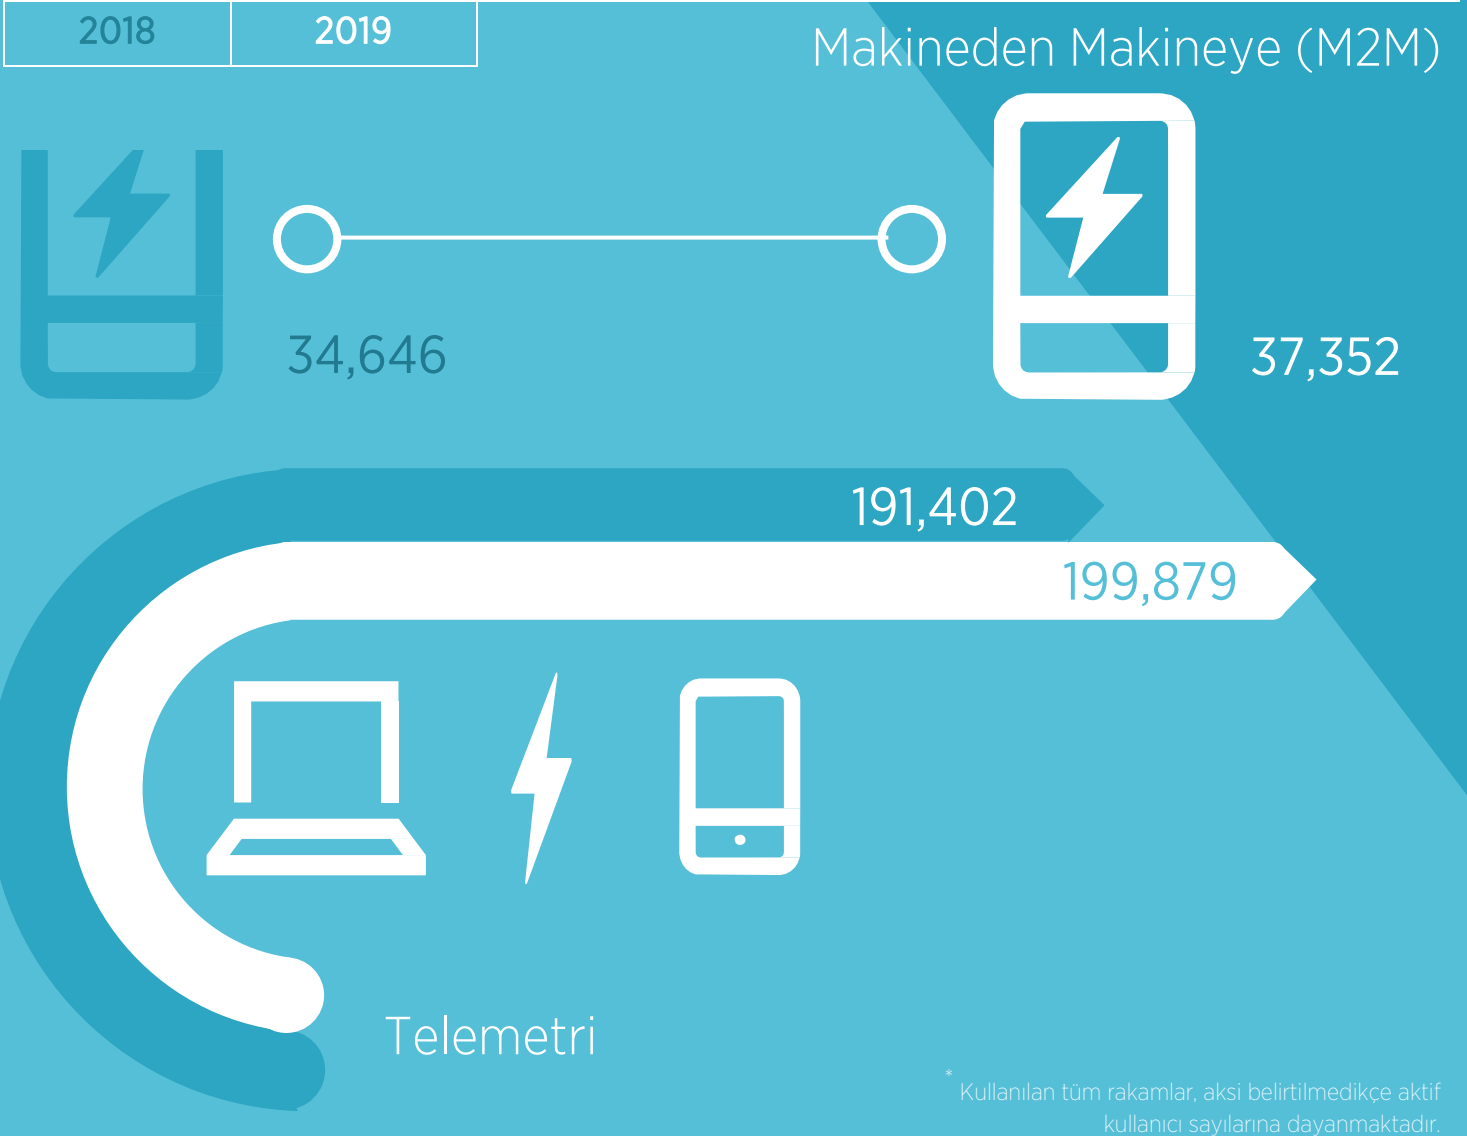 2018 2019
Makineden Makineye (M2M)
34,646
37,352
191,402
199,879
Telemetri
* Kullanılan tüm rakamlar, aksi belirtilmedikçe aktif
kullanıcı sayılarına dayanmaktadır.